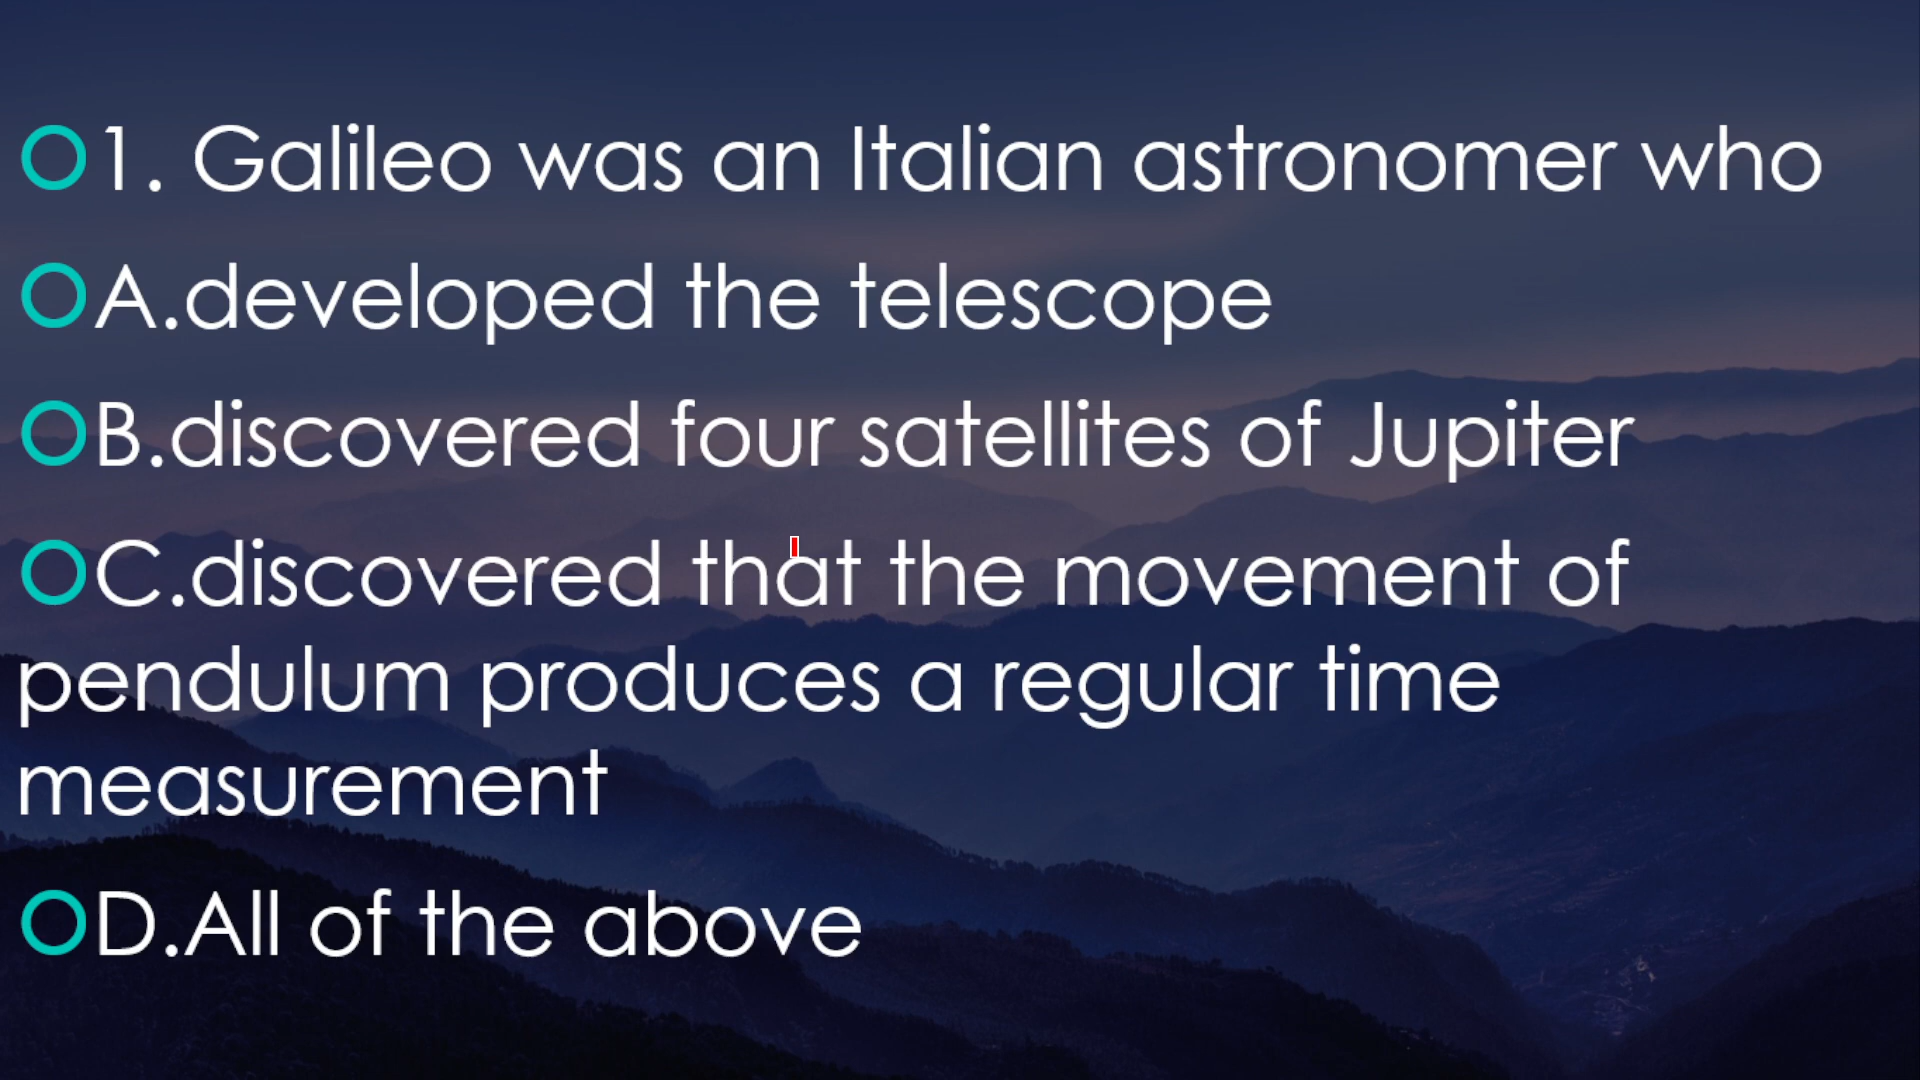 1. Galileo was an Italian astronomer who
A.developed the telescope
B.discovered four satellites of Jupiter
C.discovered that the movement of
pendulum produces a regular time
measurement
D.All of the above